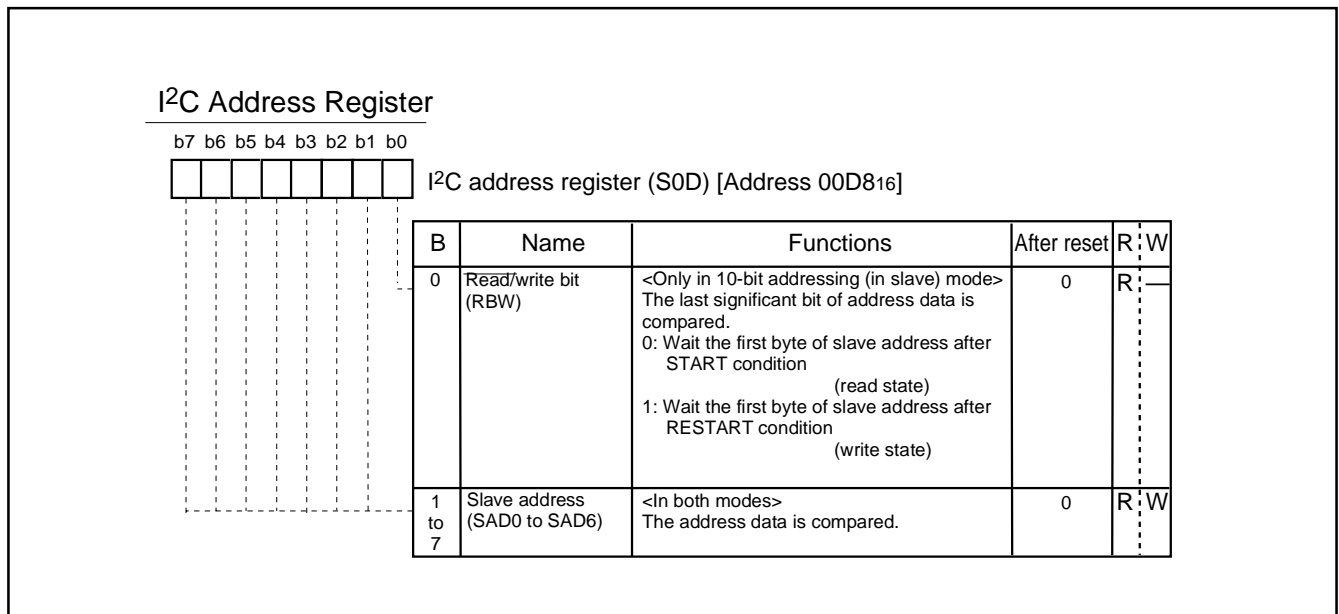 I2C Address Register
b7 b6 b5 b4 b3 b2 b1 b0
I2C address register (S0D) [Address 00D816]
B Name Functions After reset R W
0 Read/write bit (RBW) <Only in 10-bit addressing (in slave) mode> 0 R —
The last significant bit of address data is
compared.
0: Wait the first byte of slave address after
START condition
(read state)
1: Wait the first byte of slave address after
RESTART condition
(write state)
1 to 7 Slave address (SAD0 to SAD6) <In both modes> 0 R W
The address data is compared.